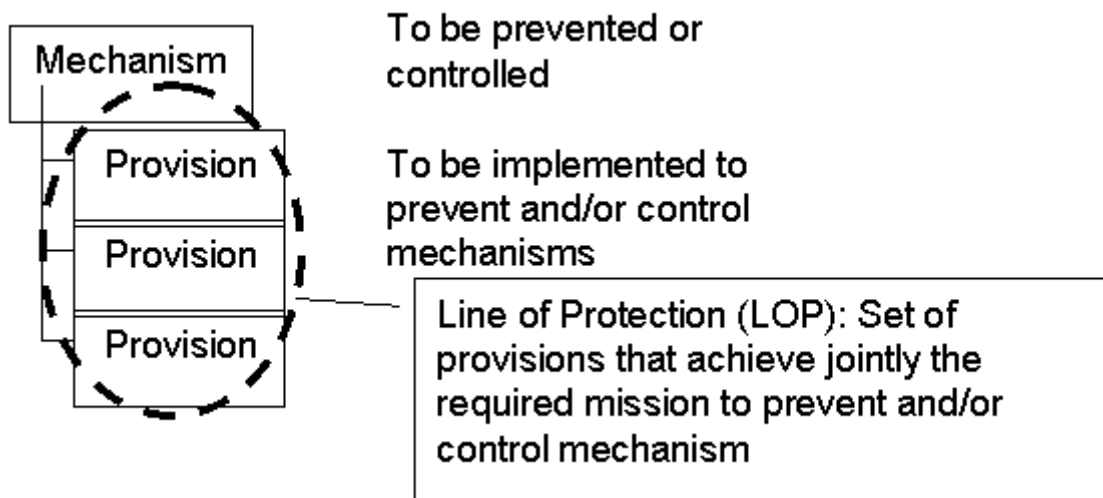 Mechanism
To be prevented or
controlled
Provision
To be implemented to
prevent and/or control
mechanisms
Provision
Provision
Line of Protection (LOP): Set of
provisions that achieve jointly the
required mission to prevent and/or
control mechanism